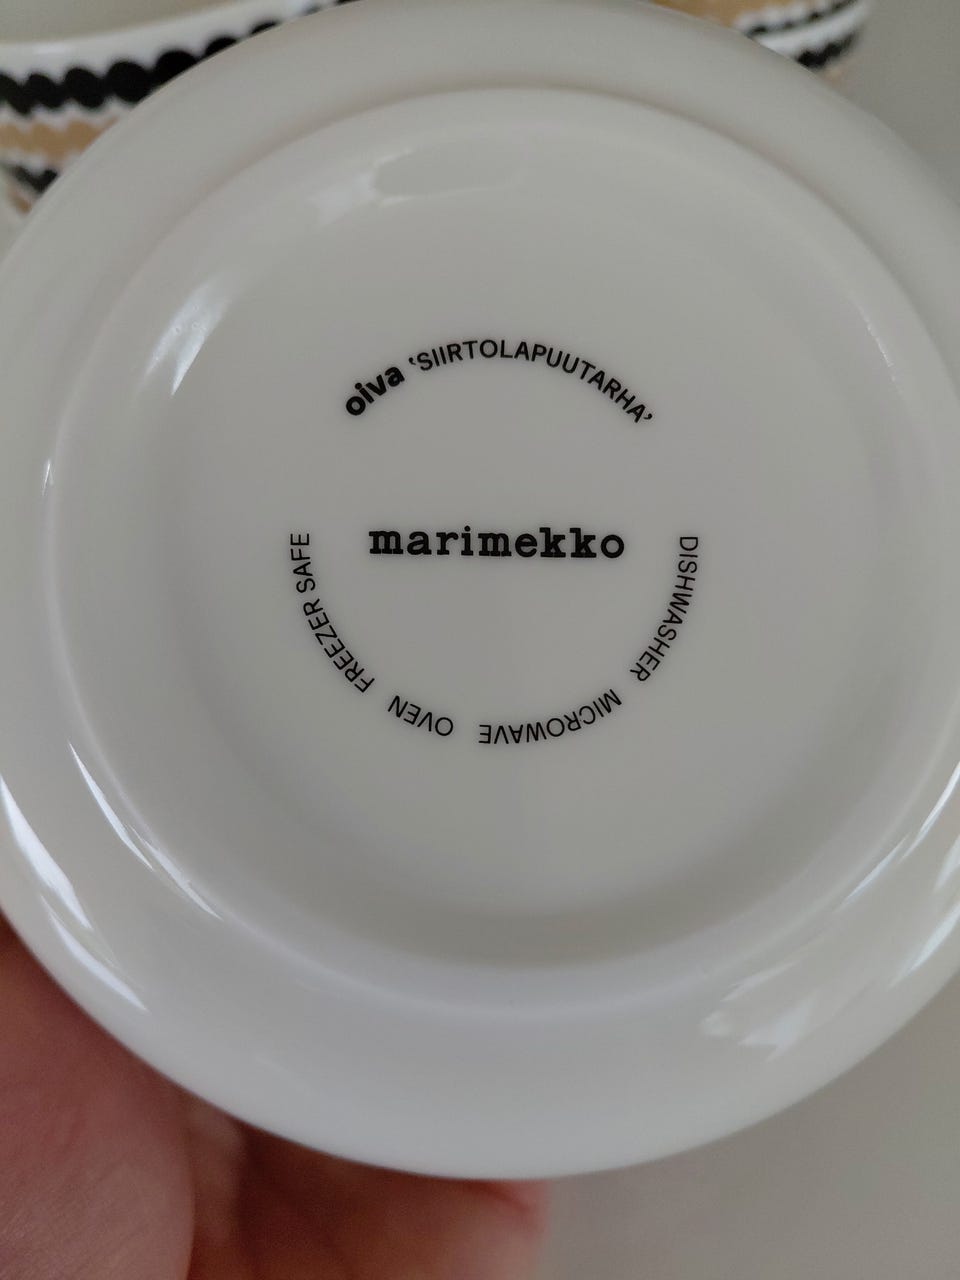 oiva ‘SIIRTOLAPUUTARHA’
marimekko
DISHWASHER MICROWAVE OVEN FREEZER SAFE